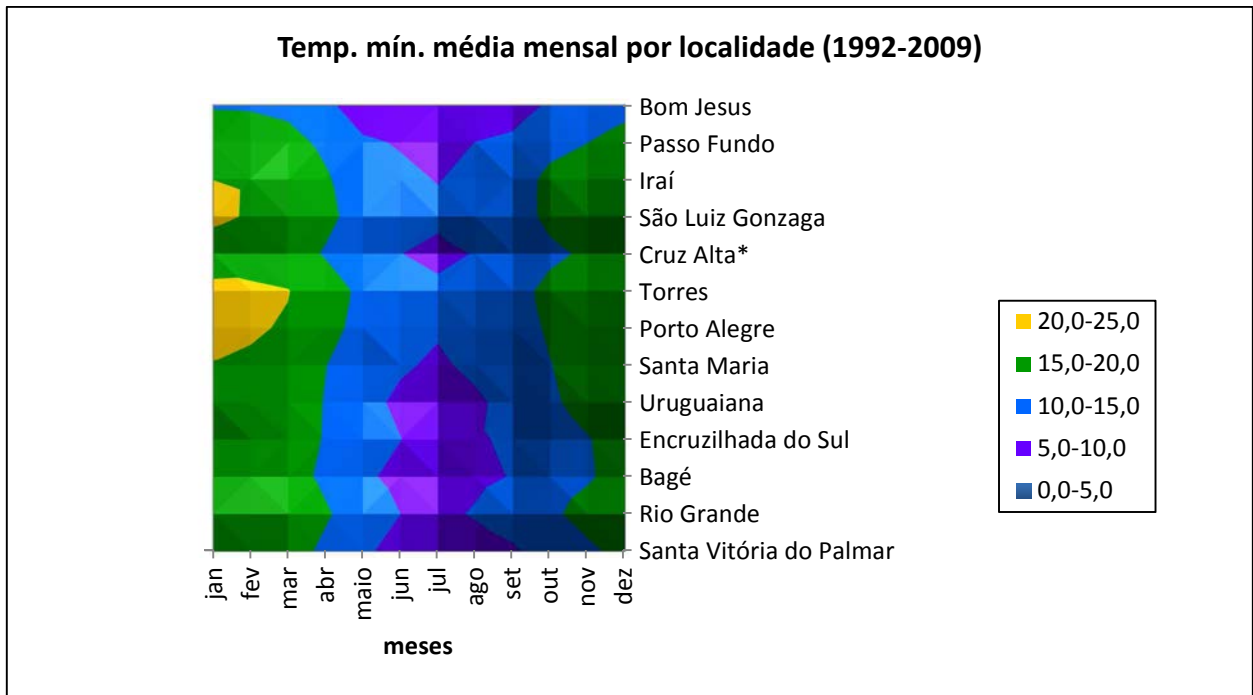 Temp. mín. média mensal por localidade (1992-2009)
Bom Jesus
Passo Fundo
Iraí
São Luiz Gonzaga
Cruz Alta*
Torres
Porto Alegre
Santa Maria
Uruguaiana
Encruzilhada do Sul
Bagé
Rio Grande
Santa Vitória do Palmar
20,0-25,0
15,0-20,0
10,0-15,0
5,0-10,0
0,0-5,0
jan
fev
mar
abr
maio
jun
jul
ago
set
out
nov
dez
meses